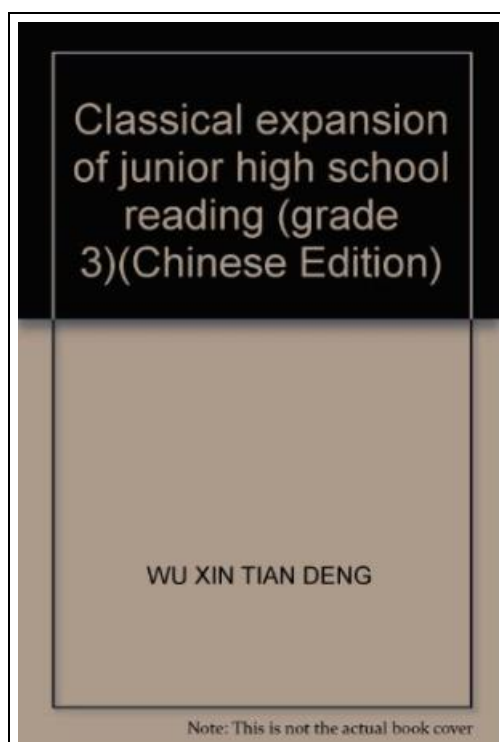 Classical expansion
of junior high school
reading (grade
3)(Chinese Edition)
WU XIN TIAN DENG
Note: This is not the actual book cover